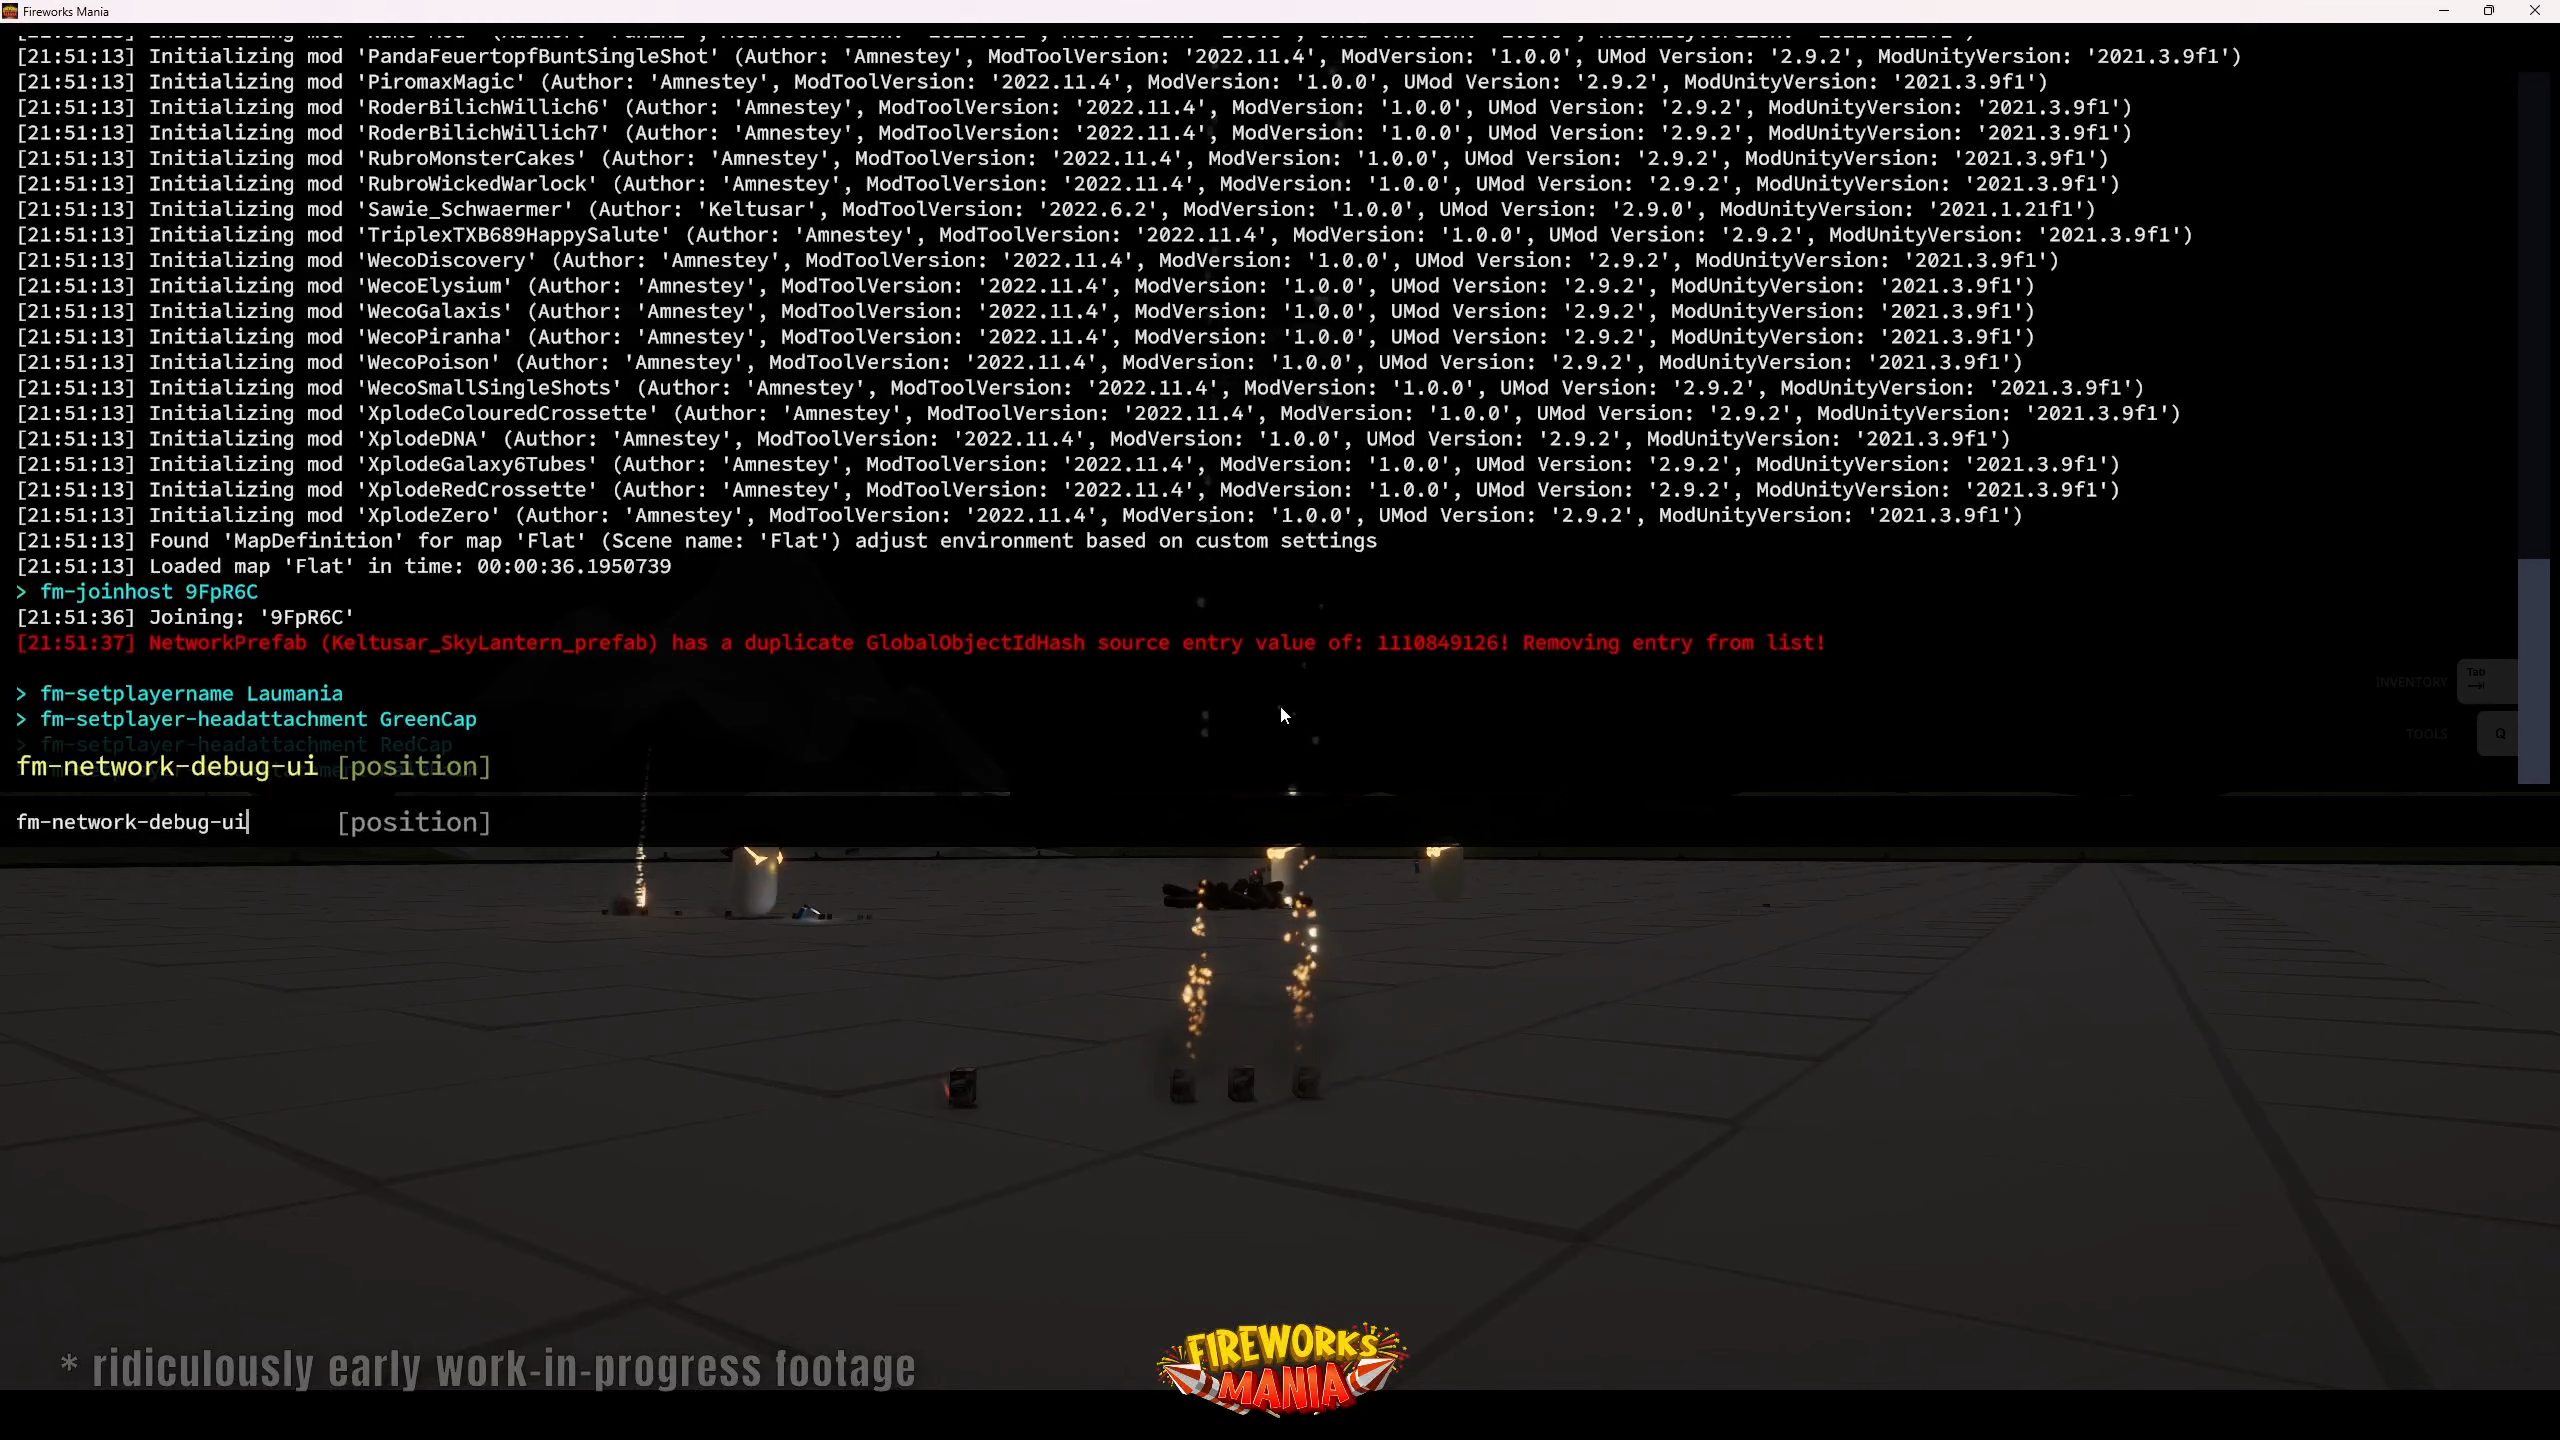 Fireworks Mania
[21:51:13] Initializing mod 'PandaFeuertopfBuntSingleShot' (Author: 'Amnestey', ModToolVersion: '2022.11.4', ModVersion: '1.0.0', UMod Version: '2.9.2', ModUnityVersion: '2021.3.9f1')
[21:51:13] Initializing mod 'PiromaxMagic' (Author: 'Amnestey', ModToolVersion: '2022.11.4', ModVersion: '1.0.0', UMod Version: '2.9.2', ModUnityVersion: '2021.3.9f1')
[21:51:13] Initializing mod 'RoderBilichWillich6' (Author: 'Amnestey', ModToolVersion: '2022.11.4', ModVersion: '1.0.0', UMod Version: '2.9.2', ModUnityVersion: '2021.3.9f1')
[21:51:13] Initializing mod 'RoderBilichWillich7' (Author: 'Amnestey', ModToolVersion: '2022.11.4', ModVersion: '1.0.0', UMod Version: '2.9.2', ModUnityVersion: '2021.3.9f1')
[21:51:13] Initializing mod 'RubroMonsterCakes' (Author: 'Amnestey', ModToolVersion: '2022.11.4', ModVersion: '1.0.0', UMod Version: '2.9.2', ModUnityVersion: '2021.3.9f1')
[21:51:13] Initializing mod 'RubroWickedWarlock' (Author: 'Amnestey', ModToolVersion: '2022.11.4', ModVersion: '1.0.0', UMod Version: '2.9.2', ModUnityVersion: '2021.3.9f1')
[21:51:13] Initializing mod 'Sawie_Schwaermer' (Author: 'Keltusar', ModToolVersion: '2022.6.2', ModVersion: '1.0.0', UMod Version: '2.9.0', ModUnityVersion: '2021.1.21f1')
[21:51:13] Initializing mod 'TriplexTXB689HappySalute' (Author: 'Amnestey', ModToolVersion: '2022.11.4', ModVersion: '1.0.0', UMod Version: '2.9.2', ModUnityVersion: '2021.3.9f1')
[21:51:13] Initializing mod 'WecoDiscovery' (Author: 'Amnestey', ModToolVersion: '2022.11.4', ModVersion: '1.0.0', UMod Version: '2.9.2', ModUnityVersion: '2021.3.9f1')
[21:51:13] Initializing mod 'WecoElysium' (Author: 'Amnestey', ModToolVersion: '2022.11.4', ModVersion: '1.0.0', UMod Version: '2.9.2', ModUnityVersion: '2021.3.9f1')
[21:51:13] Initializing mod 'WecoGalaxis' (Author: 'Amnestey', ModToolVersion: '2022.11.4', ModVersion: '1.0.0', UMod Version: '2.9.2', ModUnityVersion: '2021.3.9f1')
[21:51:13] Initializing mod 'WecoPiranha' (Author: 'Amnestey', ModToolVersion: '2022.11.4', ModVersion: '1.0.0', UMod Version: '2.9.2', ModUnityVersion: '2021.3.9f1')
[21:51:13] Initializing mod 'WecoPoison' (Author: 'Amnestey', ModToolVersion: '2022.11.4', ModVersion: '1.0.0', UMod Version: '2.9.2', ModUnityVersion: '2021.3.9f1')
[21:51:13] Initializing mod 'WecoSmallSingleShots' (Author: 'Amnestey', ModToolVersion: '2022.11.4', ModVersion: '1.0.0', UMod Version: '2.9.2', ModUnityVersion: '2021.3.9f1')
[21:51:13] Initializing mod 'XplodeColouredCrossette' (Author: 'Amnestey', ModToolVersion: '2022.11.4', ModVersion: '1.0.0', UMod Version: '2.9.2', ModUnityVersion: '2021.3.9f1')
[21:51:13] Initializing mod 'XplodeDNA' (Author: 'Amnestey', ModToolVersion: '2022.11.4', ModVersion: '1.0.0', UMod Version: '2.9.2', ModUnityVersion: '2021.3.9f1')
[21:51:13] Initializing mod 'XplodeGalaxy6Tubes' (Author: 'Amnestey', ModToolVersion: '2022.11.4', ModVersion: '1.0.0', UMod Version: '2.9.2', ModUnityVersion: '2021.3.9f1')
[21:51:13] Initializing mod 'XplodeRedCrossette' (Author: 'Amnestey', ModToolVersion: '2022.11.4', ModVersion: '1.0.0', UMod Version: '2.9.2', ModUnityVersion: '2021.3.9f1')
[21:51:13] Initializing mod 'XplodeZero' (Author: 'Amnestey', ModToolVersion: '2022.11.4', ModVersion: '1.0.0', UMod Version: '2.9.2', ModUnityVersion: '2021.3.9f1')
[21:51:13] Found 'MapDefinition' for map 'Flat' (Scene name: 'Flat') adjust environment based on custom settings
[21:51:13] Loaded map 'Flat' in time: 00:00:36.1950739
> fm-joinhost 9FpR6C
[21:51:36] Joining: '9FpR6C'
[21:51:37] NetworkPrefab (Keltusar_SkyLantern_prefab) has a duplicate GlobalObjectIdHash source entry value of: 1110849126! Removing entry from list!
> fm-setplayername Laumania
> fm-setplayer-headattachment GreenCap
> fm-setplayer-headattachment RedCap
fm-network-debug-ui [position]
fm-network-debug-ui [position]
INVENTORY Tab
TOOLS Q
* ridiculously early work-in-progress footage
FIREWORKS
MANIA